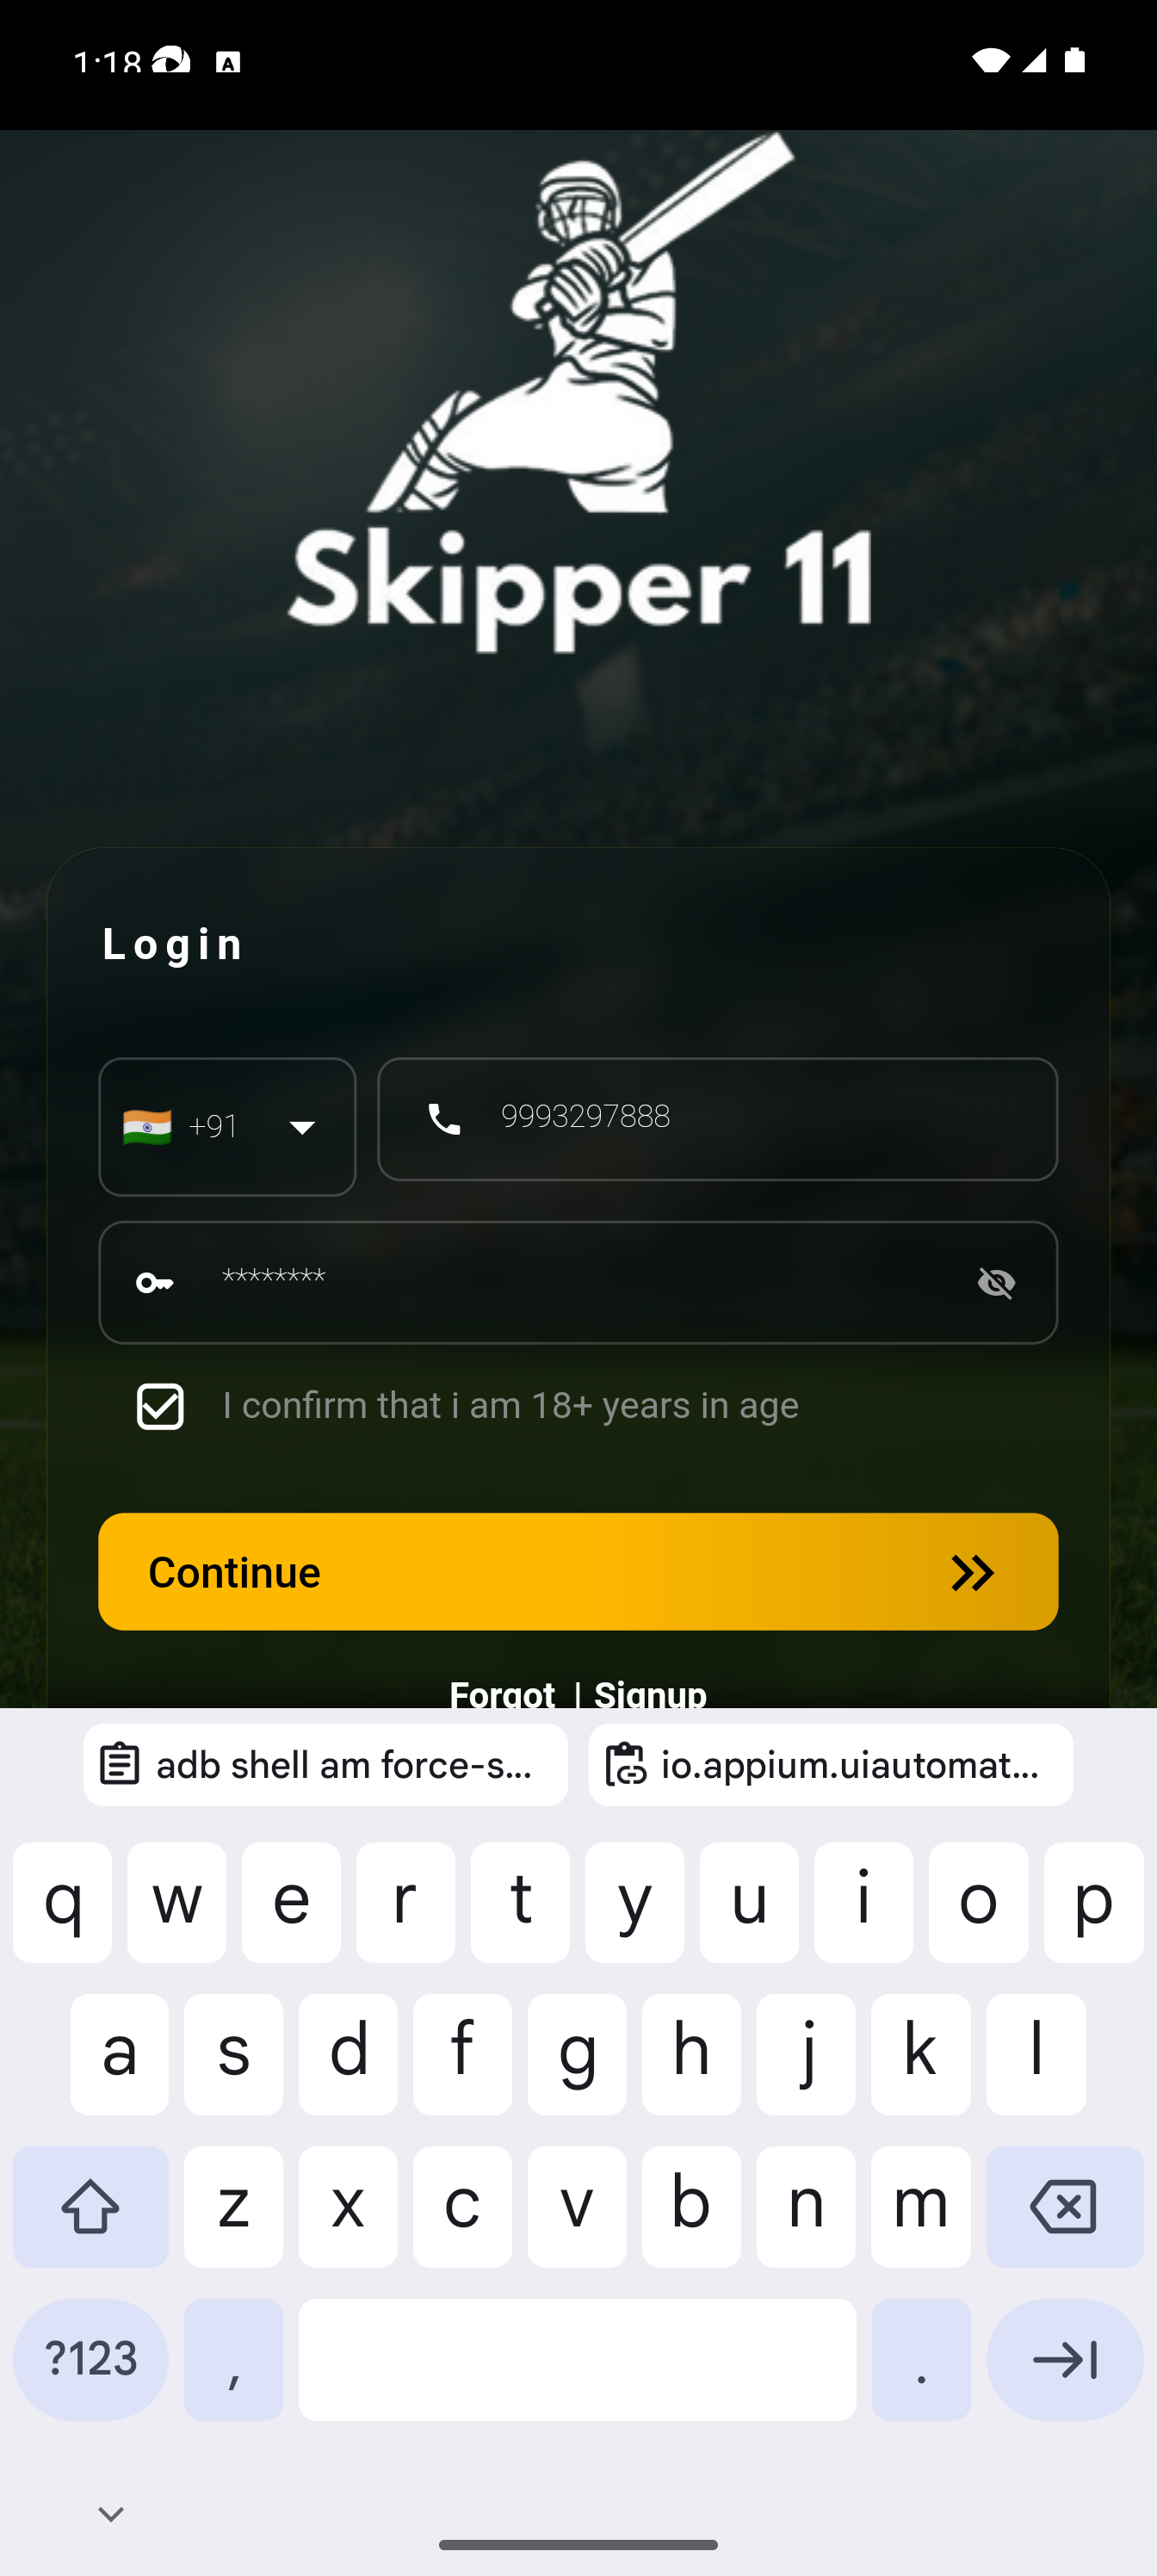 1:18 A
Skipper 11
Login
+91
9993297888
********
I confirm that i am 18+ years in age
Continue
Forgot | Signup
adb shell am force-s... io.appium.uiautomat...
q w e r t y u i o p
a s d f g h j k l
z x c v b n m
?123 , .